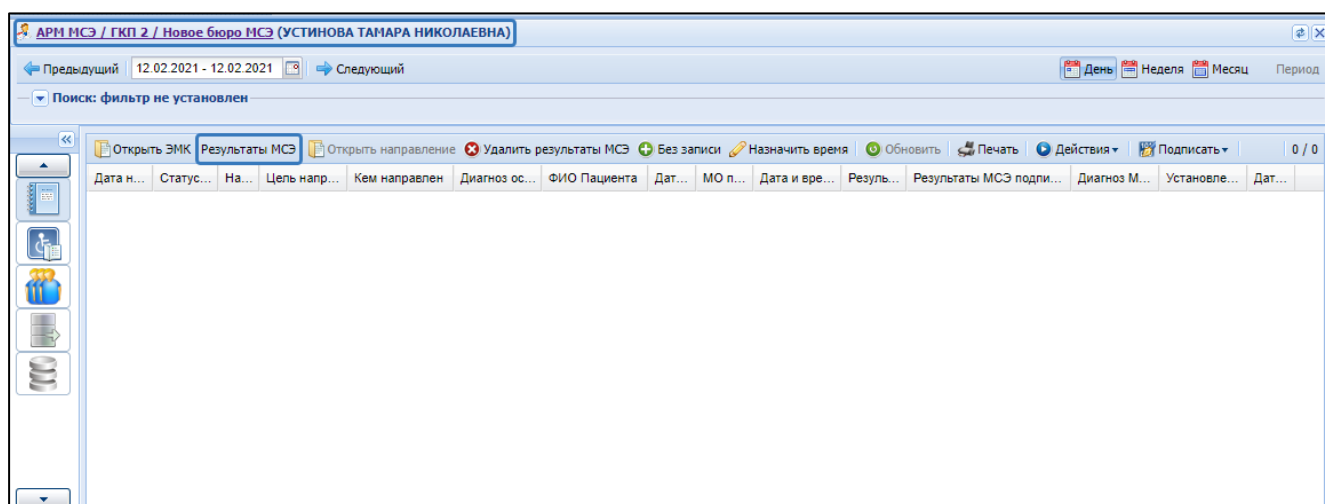 АРМ МСЭ / ГКП 2 / Новое бюро МСЭ (УСТИНОВА ТАМАРА НИКОЛАЕВНА)
Предыдущий 12.02.2021 - 12.02.2021 Следующий День Неделя Месяц Период
Поиск: фильтр не установлен
Открыть ЭМК Результаты МСЭ Открыть направление Удалить результаты МСЭ Без записи Назначить время Обновить Печать Действия Подписать 0 / 0
Дата н... Статус... На... Цель напр... Кем направлен Диагноз ос... ФИО Пациента Дат... МО п... Дата и вре... Резуль... Результаты МСЭ подпи... Диагноз М... Установле... Дат...